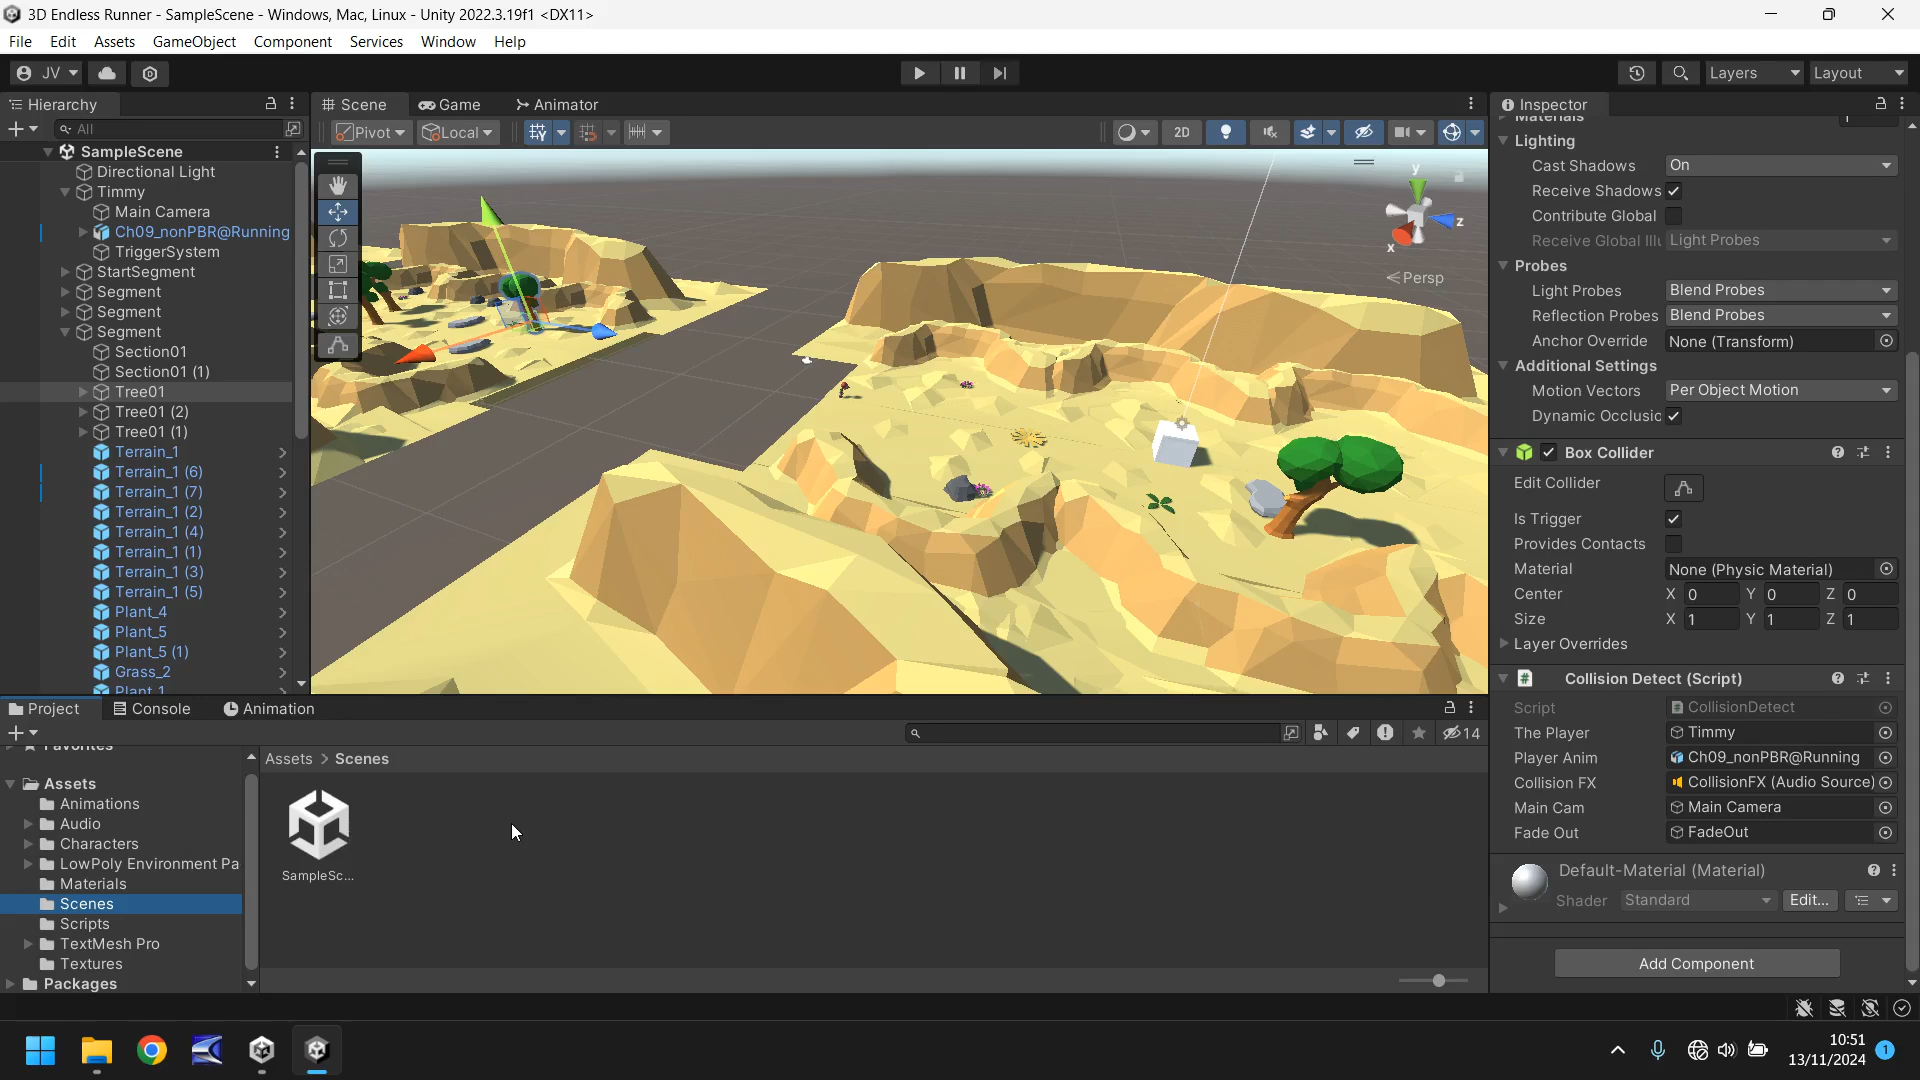 3D Endless Runner - SampleScene - Windows, Mac, Linux - Unity 2022.3.19f1 <DX11>
File Edit Assets GameObject Component Services Window Help
JV Layers Layout
Hierarchy
All
SampleScene
Directional Light
Timmy
Main Camera
Ch09_nonPBR@Running
TriggerSystem
StartSegment
Segment
Segment
Segment
Section01
Section01 (1)
Tree01
Tree01 (2)
Tree01 (1)
Terrain_1
Terrain_1 (6)
Terrain_1 (7)
Terrain_1 (2)
Terrain_1 (4)
Terrain_1 (1)
Terrain_1 (3)
Terrain_1 (5)
Plant_4
Plant_5
Plant_5 (1)
Grass_2
Plant_1
Scene Game Animator
Pivot Local 2D
y
z
x
Persp
Inspector
Materials 1
Lighting
Cast Shadows On
Receive Shadows
Contribute Global
Receive Global Illu Light Probes
Probes
Light Probes Blend Probes
Reflection Probes Blend Probes
Anchor Override None (Transform)
Additional Settings
Motion Vectors Per Object Motion
Dynamic Occlusic
Box Collider
Edit Collider
Is Trigger
Provides Contacts
Material None (Physic Material)
Center X 0 Y 0 Z 0
Size X 1 Y 1 Z 1
Layer Overrides
# Collision Detect (Script)
Script CollisionDetect
The Player Timmy
Player Anim Ch09_nonPBR@Running
Collision FX CollisionFX (Audio Source)
Main Cam Main Camera
Fade Out FadeOut
Default-Material (Material)
Shader Standard Edit...
Add Component
Project Console Animation
14
Favorites
Assets
Animations
Audio
Characters
LowPoly Environment Pa
Materials
Scenes
Scripts
TextMesh Pro
Textures
Packages
Assets > Scenes
SampleSc...
10:51
13/11/2024
1